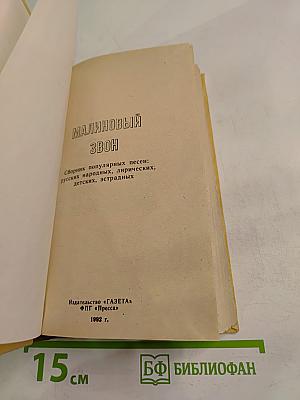 МАЛИНОВЫЙ
ЗВОН
Сборник популярных песен:
русских народных, лирических,
детских, эстрадных
Издательство «ГАЗЕТА»
ФПГ «Пресса»
1992 г.
15 см
БФ БИБЛИОФАН